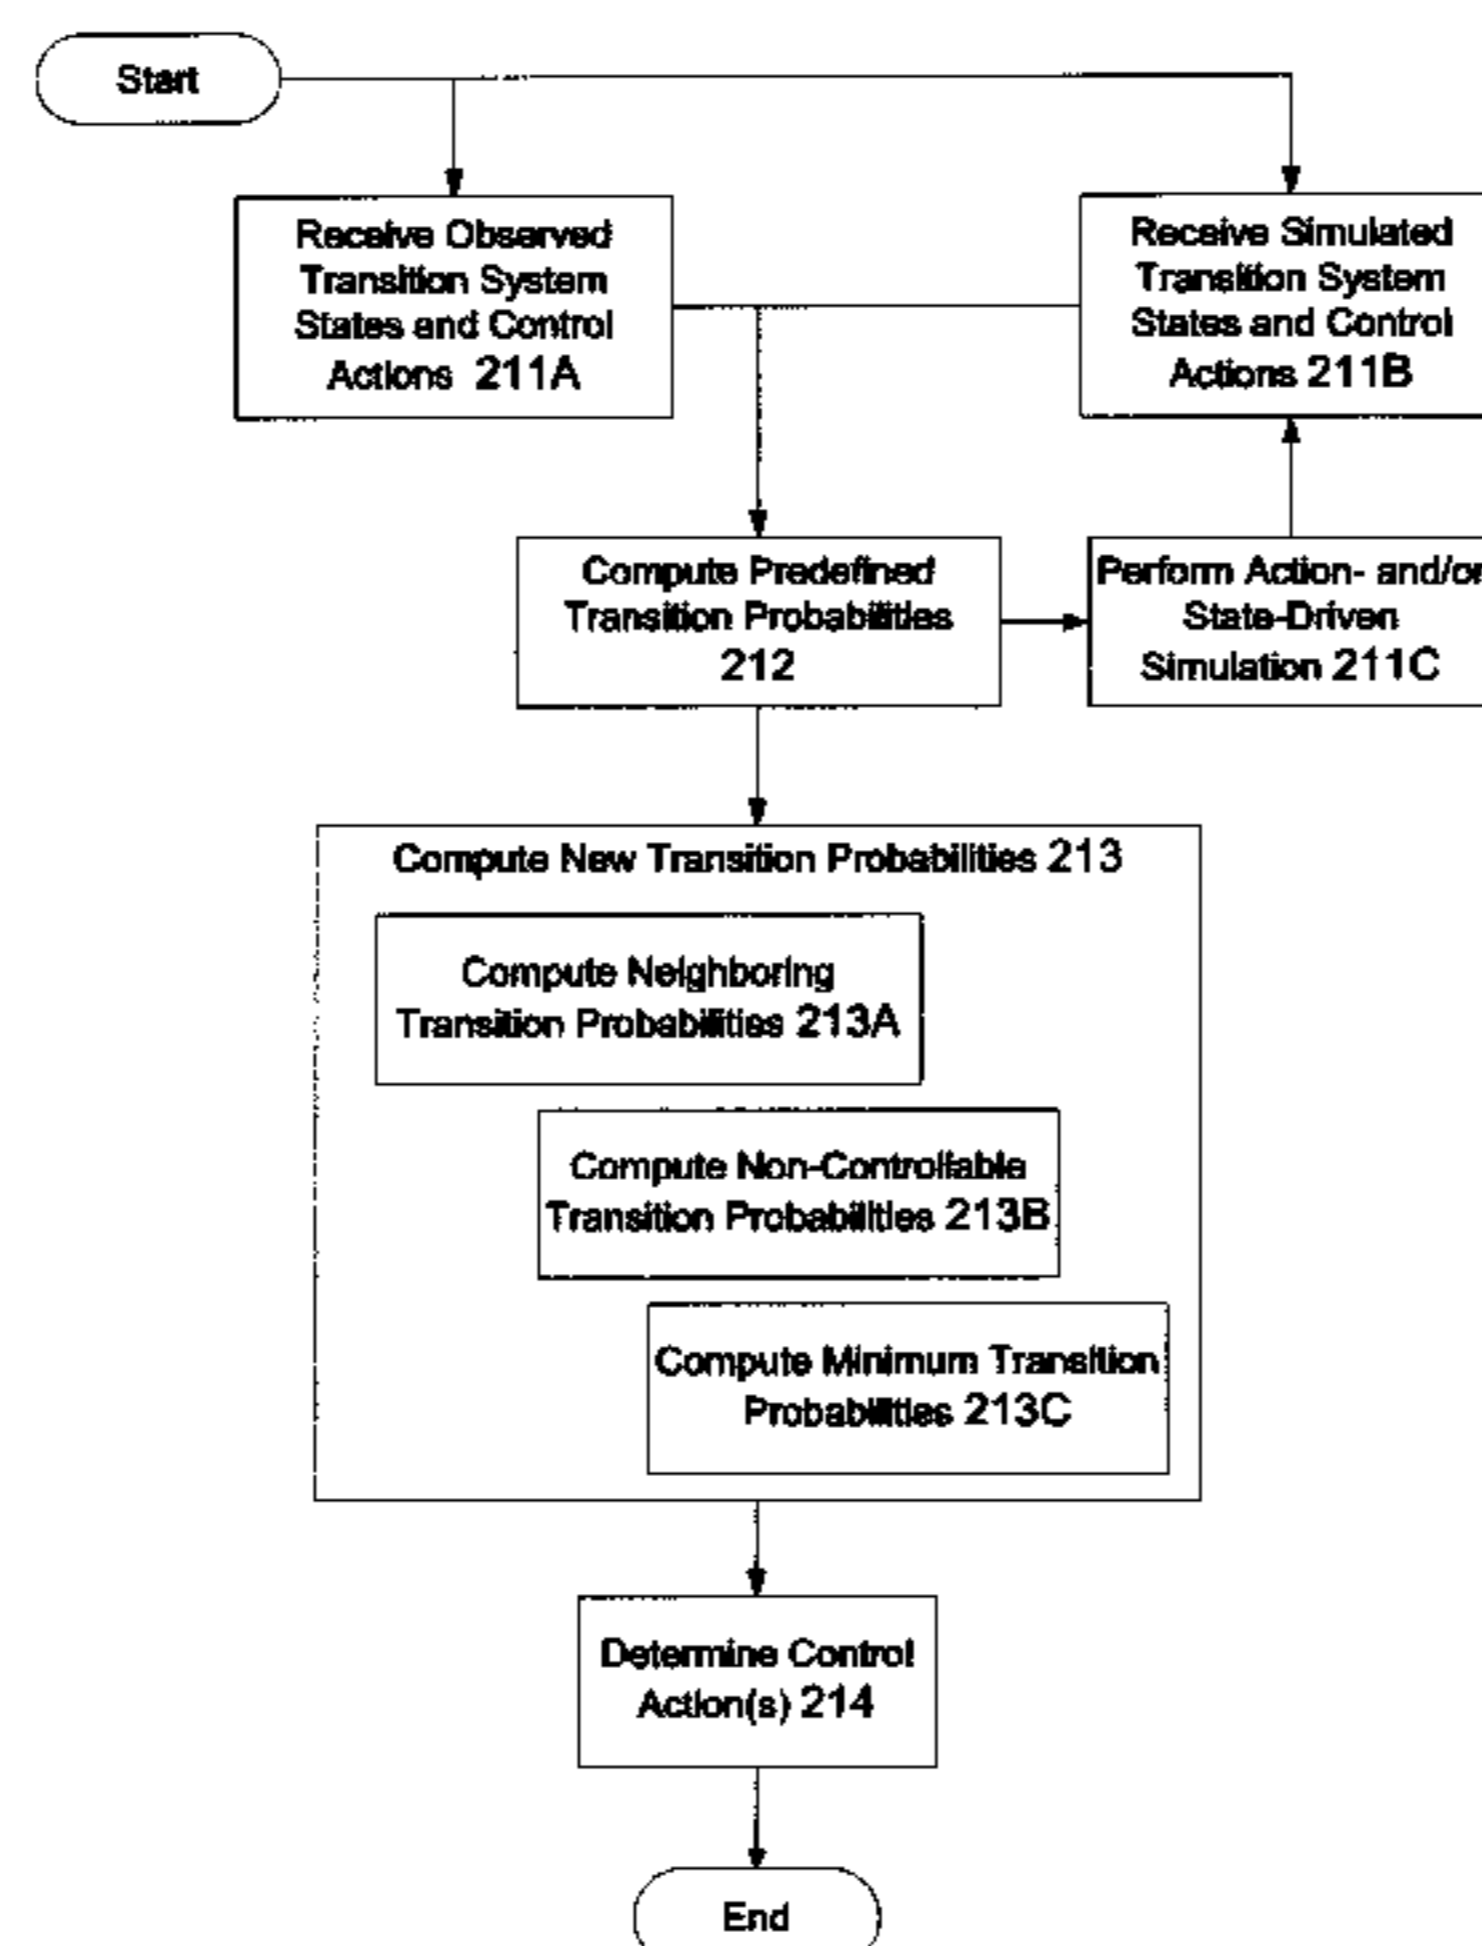 Start
Receive Observed
Transition System
States and Control
Actions 211A
Receive Simulated
Transition System
States and Control
Actions 211B
Compute Predefined
Transition Probabilities
212
Perform Action- and/or
State-Driven
Simulation 211C
Compute New Transition Probabilities 213
Compute Neighboring
Transition Probabilities 213A
Compute Non-Controllable
Transition Probabilities 213B
Compute Minimum Transition
Probabilities 213C
Determine Control
Action(s) 214
End